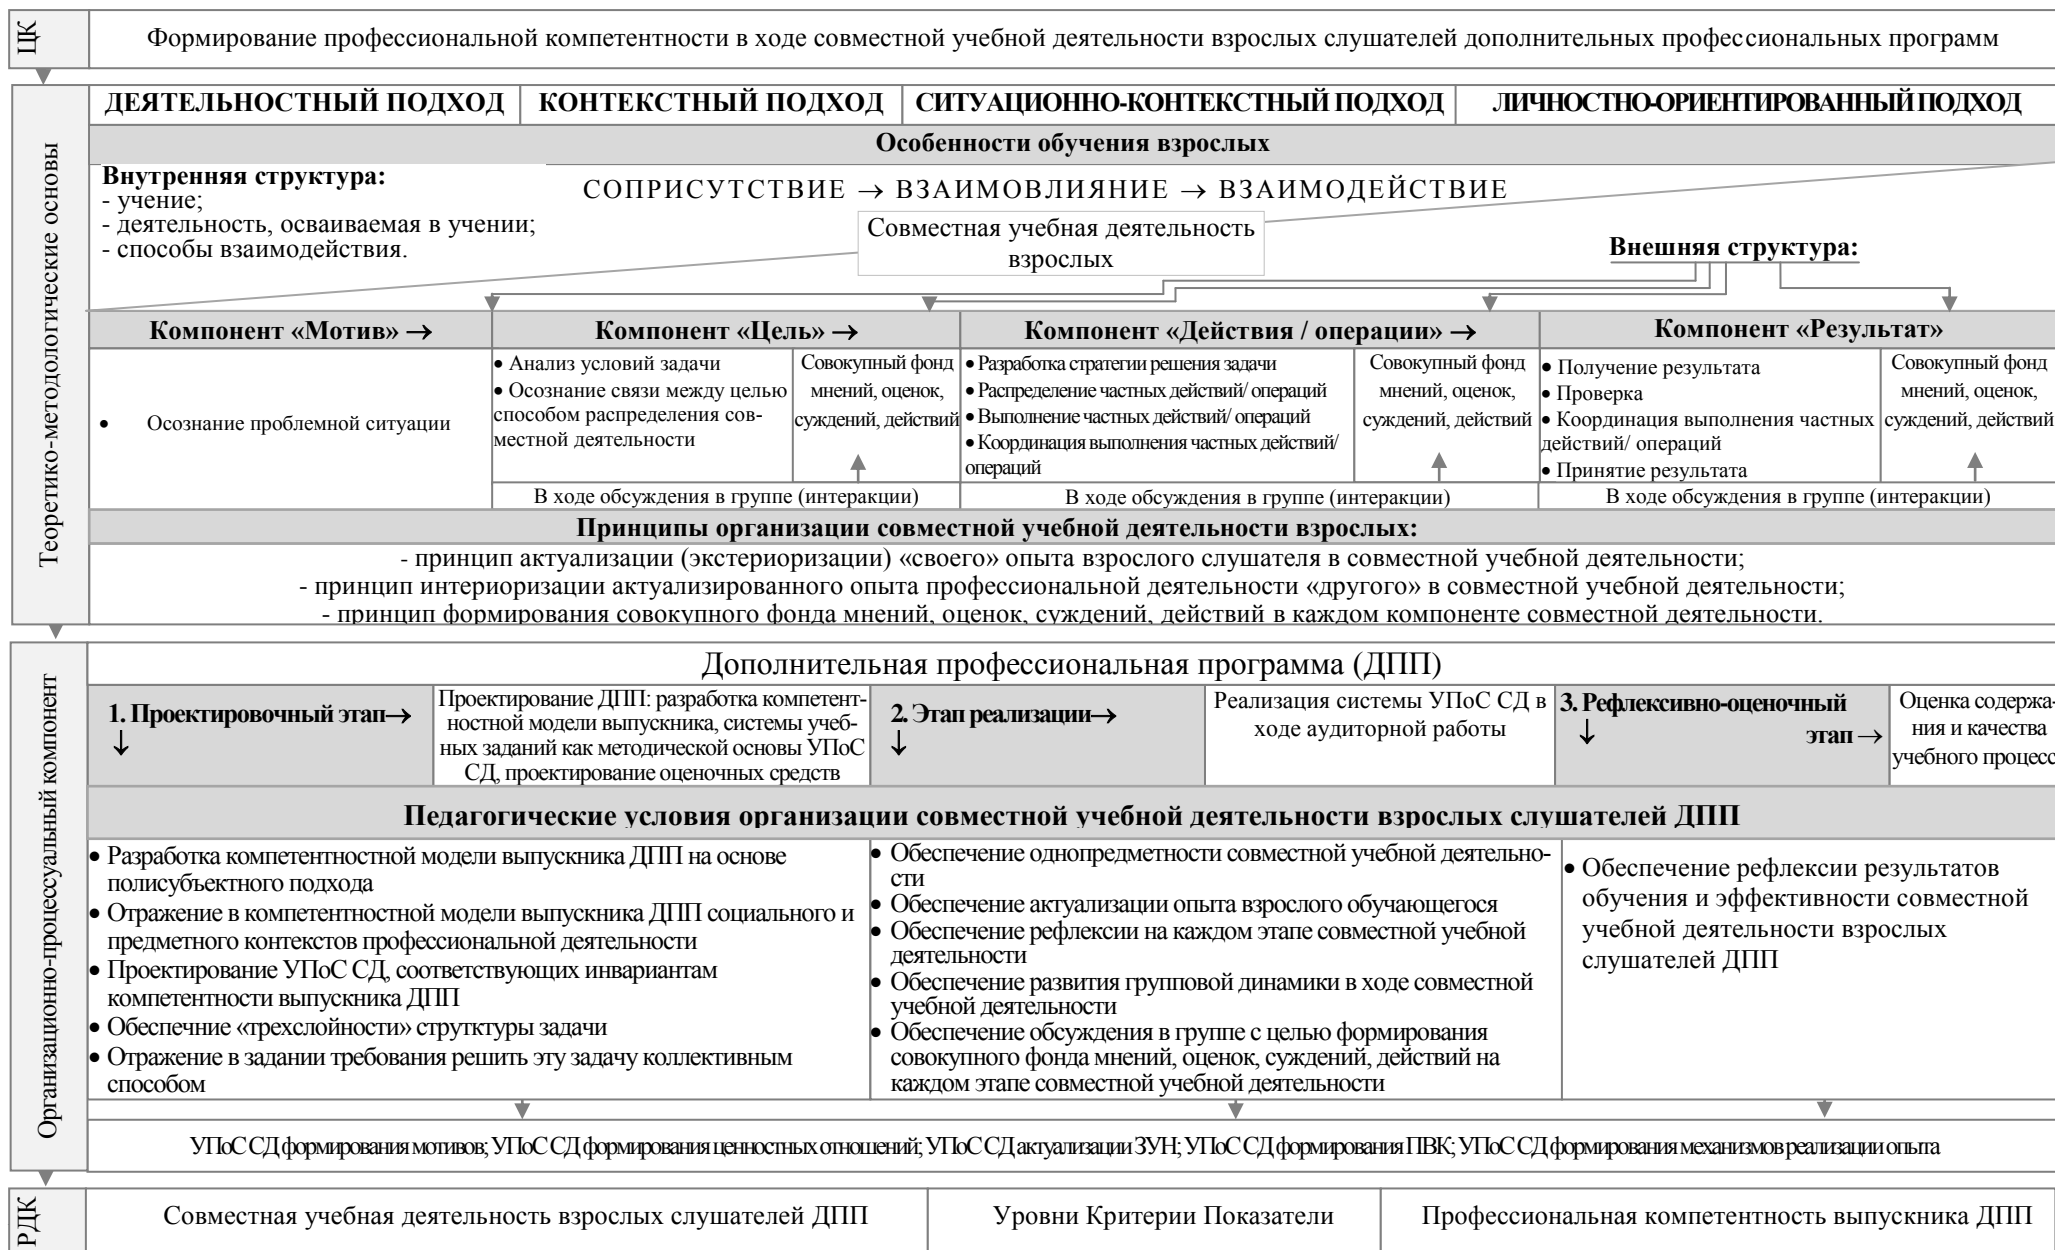 ЦК
Формирование профессиональной компетентности в ходе совместной учебной деятельности взрослых слушателей дополнительных профессиональных программ
Теоретико-методологические основы
ДЕЯТЕЛЬНОСТНЫЙ ПОДХОД
КОНТЕКСТНЫЙ ПОДХОД
СИТУАЦИОННО-КОНТЕКСТНЫЙ ПОДХОД
ЛИЧНОСТНО-ОРИЕНТИРОВАННЫЙ ПОДХОД
Особенности обучения взрослых
Внутренняя структура:
- учение;
- деятельность, осваиваемая в учении;
- способы взаимодействия.
СОПРИСУТСТВИЕ → ВЗАИМОВЛИЯНИЕ → ВЗАИМОДЕЙСТВИЕ
Совместная учебная деятельность
взрослых
Внешняя структура:
Компонент «Мотив» →
Компонент «Цель» →
Компонент «Действия / операции» →
Компонент «Результат»
• Осознание проблемной ситуации
• Анализ условий задачи
• Осознание связи между целью
способом распределения сов-
местной деятельности
Совокупный фонд
мнений, оценок,
суждений, действий
• Разработка стратегии решения задачи
• Распределение частных действий/ операций
• Выполнение частных действий/ операций
• Координация выполнения частных действий/
операций
Совокупный фонд
мнений, оценок,
суждений, действий
• Получение результата
• Проверка
• Координация выполнения частных
действий/ операций
• Принятие результата
Совокупный фонд
мнений, оценок,
суждений, действий
В ходе обсуждения в группе (интеракции)
В ходе обсуждения в группе (интеракции)
В ходе обсуждения в группе (интеракции)
Принципы организации совместной учебной деятельности взрослых:
- принцип актуализации (экстериоризации) «своего» опыта взрослого слушателя в совместной учебной деятельности;
- принцип интериоризации актуализированного опыта профессиональной деятельности «другого» в совместной учебной деятельности;
- принцип формирования совокупного фонда мнений, оценок, суждений, действий в каждом компоненте совместной деятельности.
Организационно-процессуальный компонент
Дополнительная профессиональная программа (ДПП)
1. Проектировочный этап→
↓
Проектирование ДПП: разработка компетент-
ностной модели выпускника, системы учеб-
ных заданий как методической основы УПоС
СД, проектирование оценочных средств
2. Этап реализации→
↓
Реализация системы УПоС СД в
ходе аудиторной работы
3. Рефлексивно-оценочный
↓ этап →
Оценка содержа-
ния и качества
учебного процесс
Педагогические условия организации совместной учебной деятельности взрослых слушателей ДПП
• Разработка компетентностной модели выпускника ДПП на основе
полисубъектного подхода
• Отражение в компетентностной модели выпускника ДПП социального и
предметного контекстов профессиональной деятельности
• Проектирование УПоС СД, соответствующих инвариантам
компетентности выпускника ДПП
• Обеспечние «трехслойности» струтктуры задачи
• Отражение в задании требования решить эту задачу коллективным
способом
• Обеспечение однопредметности совместной учебной деятельно-
сти
• Обеспечение актуализации опыта взрослого обучающегося
• Обеспечение рефлексии на каждом этапе совместной учебной
деятельности
• Обеспечение развития групповой динамики в ходе совместной
учебной деятельности
• Обеспечение обсуждения в группе с целью формирования
совокупного фонда мнений, оценок, суждений, действий на
каждом этапе совместной учебной деятельности
• Обеспечение рефлексии результатов
обучения и эффективности совместной
учебной деятельности взрослых
слушателей ДПП
УПоС СД формирования мотивов; УПоС СД формирования ценностных отношений; УПоС СД актуализации ЗУН; УПоС СД формирования ПВК; УПоС СД формирования механизмов реализации опыта
РДК
Совместная учебная деятельность взрослых слушателей ДПП
Уровни Критерии Показатели
Профессиональная компетентность выпускника ДПП